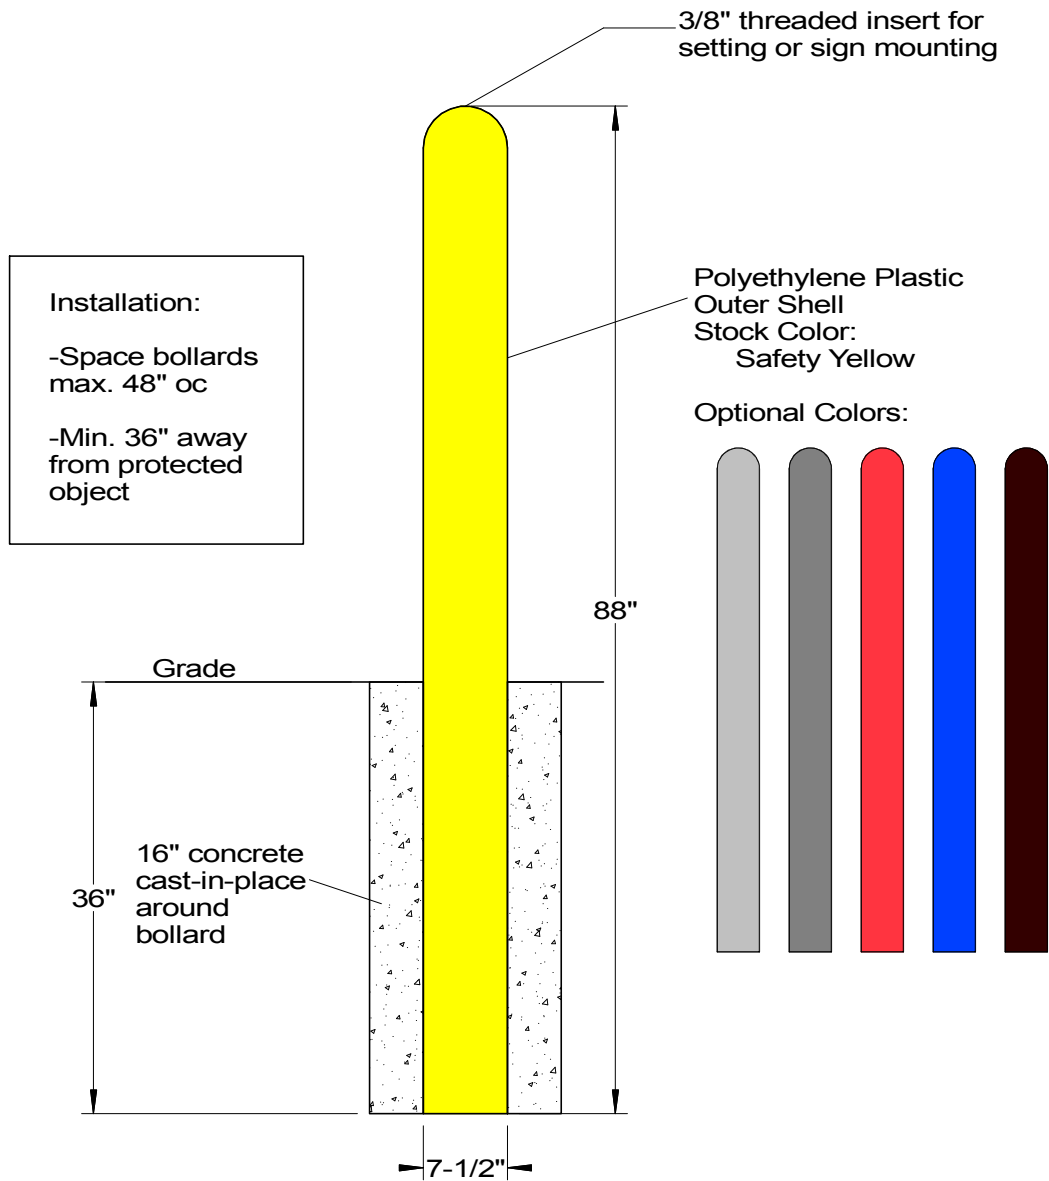 3/8" threaded insert for
setting or sign mounting
Installation:
-Space bollards
max. 48" oc
-Min. 36" away
from protected
object
Polyethylene Plastic
Outer Shell
Stock Color:
Safety Yellow
Optional Colors:
88"
Grade
36"
16" concrete
cast-in-place
around
bollard
7-1/2"